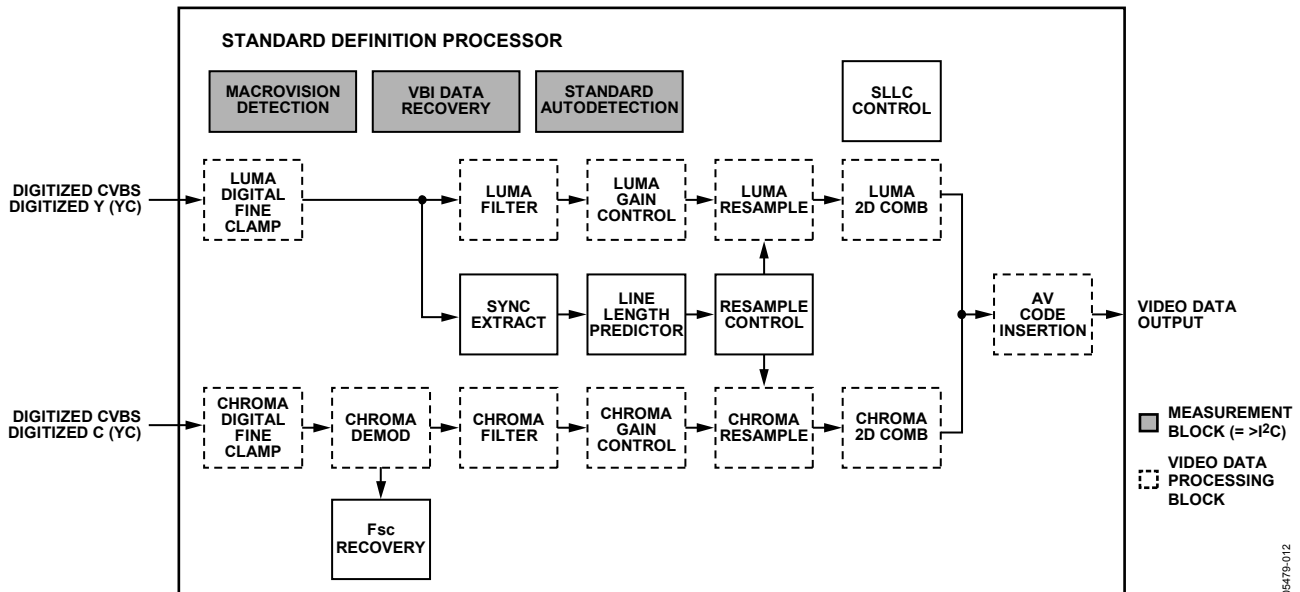 STANDARD DEFINITION PROCESSOR
MACROVISION
DETECTION
VBI DATA
RECOVERY
STANDARD
AUTODETECTION
SLLC
CONTROL
DIGITIZED CVBS
DIGITIZED Y (YC)
LUMA
DIGITAL
FINE
CLAMP
LUMA
FILTER
LUMA
GAIN
CONTROL
LUMA
RESAMPLE
LUMA
2D COMB
SYNC
EXTRACT
LINE
LENGTH
PREDICTOR
RESAMPLE
CONTROL
AV
CODE
INSERTION
VIDEO DATA
OUTPUT
DIGITIZED CVBS
DIGITIZED C (YC)
CHROMA
DIGITAL
FINE
CLAMP
CHROMA
DEMOD
CHROMA
FILTER
CHROMA
GAIN
CONTROL
CHROMA
RESAMPLE
CHROMA
2D COMB
Fsc
RECOVERY
MEASUREMENT
BLOCK (= >I²C)
VIDEO DATA
PROCESSING
BLOCK
05479-012